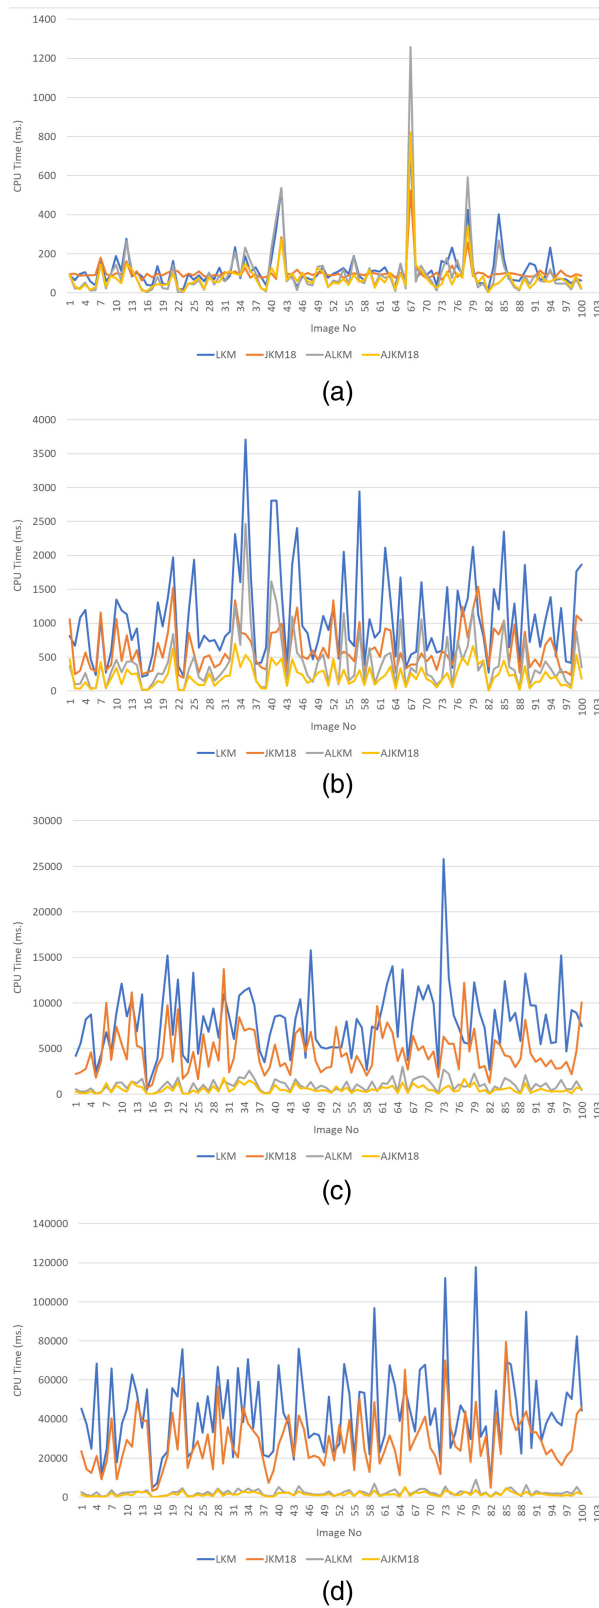 1400
1200
1000
800
600
400
200
0
CPU Time (ms.)
1 4 7 10 13 16 19 22 25 28 31 34 37 40 43 46 49 52 55 58 61 64 67 70 73 76 79 82 85 88 91 94 97 100 103
Image No
LKM JKM18 ALKM AJKM18
(a)
4000
3500
3000
2500
2000
1500
1000
500
0
CPU Time (ms.)
1 4 7 10 13 16 19 22 25 28 31 34 37 40 43 46 49 52 55 58 61 64 67 70 73 76 79 82 85 88 91 94 97 100 103
Image No
LKM JKM18 ALKM AJKM18
(b)
30000
25000
20000
15000
10000
5000
0
CPU Time (ms.)
1 4 7 10 13 16 19 22 25 28 31 34 37 40 43 46 49 52 55 58 61 64 67 70 73 76 79 82 85 88 91 94 97 100 103
Image No
LKM JKM18 ALKM AJKM18
(c)
140000
120000
100000
80000
60000
40000
20000
0
CPU Time (ms.)
1 4 7 10 13 16 19 22 25 28 31 34 37 40 43 46 49 52 55 58 61 64 67 70 73 76 79 82 85 88 91 94 97 100 103
Image No
LKM JKM18 ALKM AJKM18
(d)